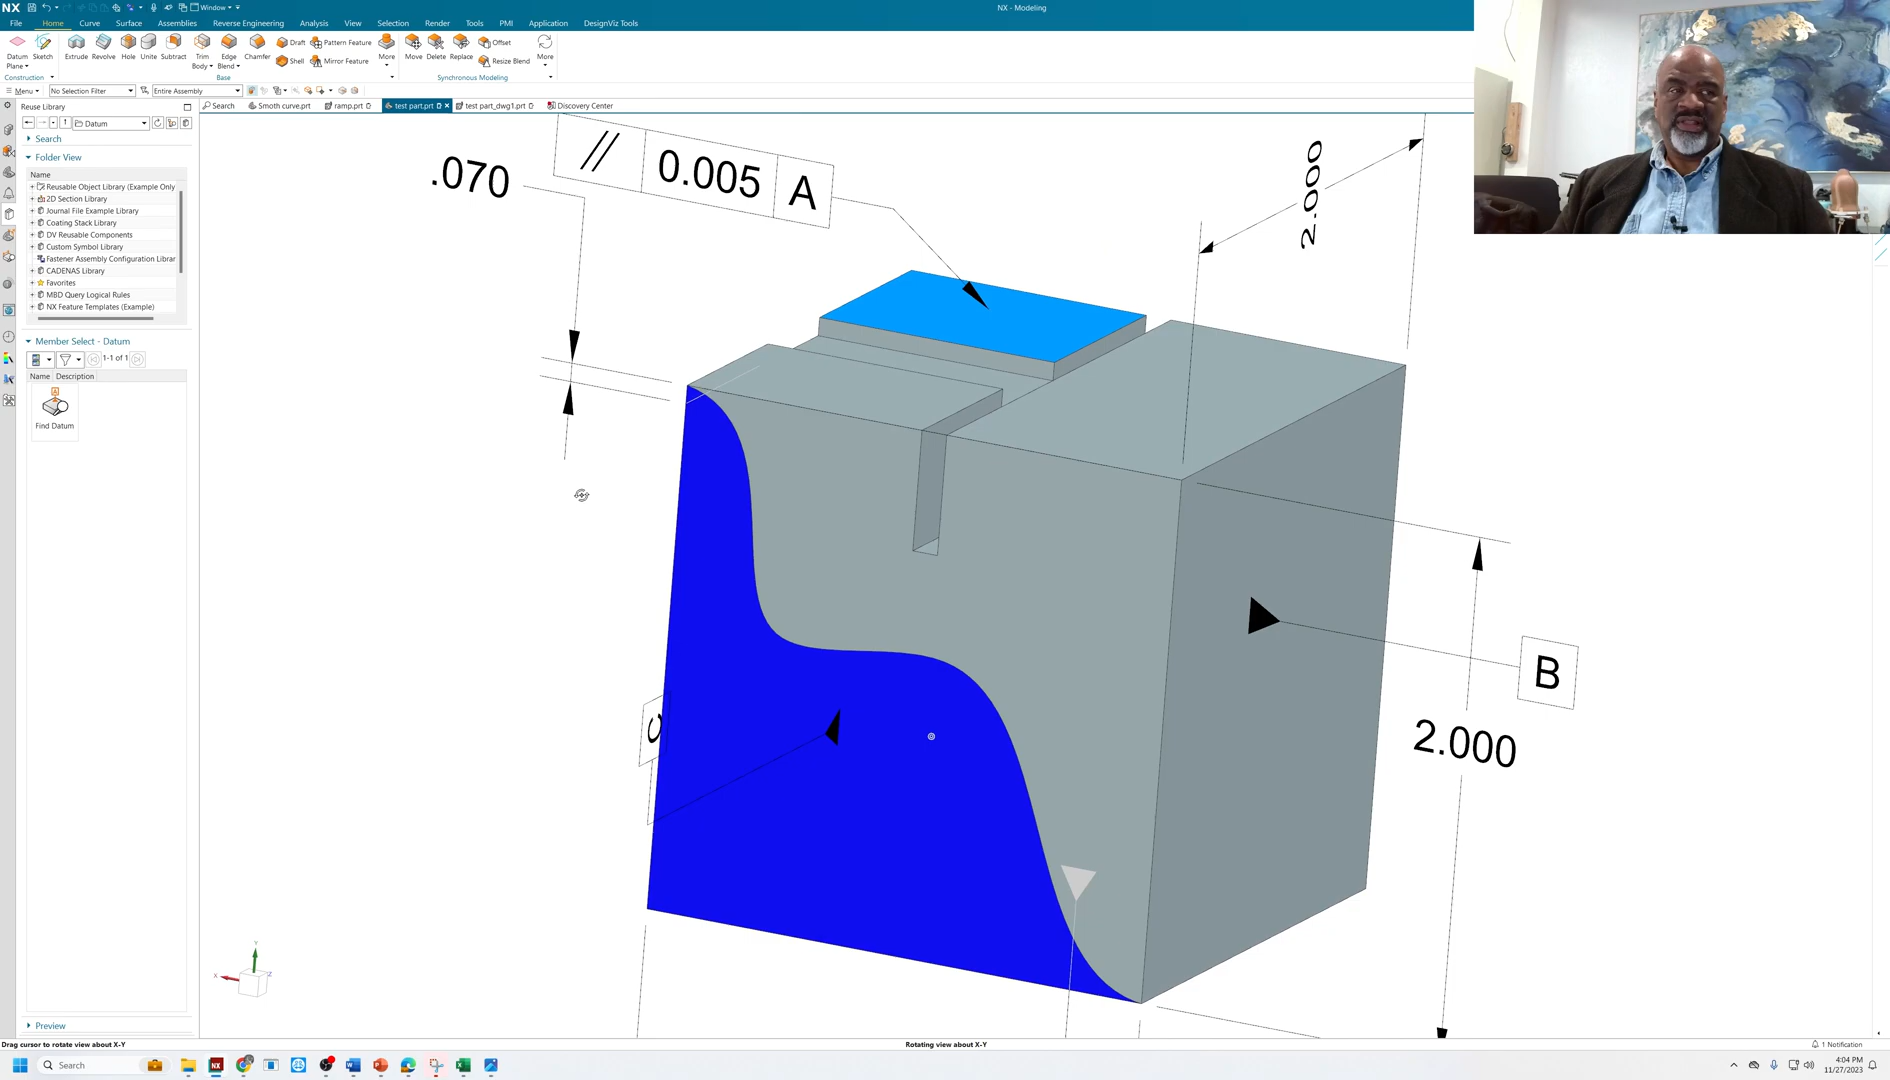 NX Window NX - Modeling
File Home Curve Surface Assemblies Reverse Engineering Analysis View Selection Render Tools PMI Application DesignViz Tools
Datum Plane Sketch Extrude Revolve Hole Unite Subtract Trim Body Edge Blend Chamfer Draft Shell Pattern Feature Mirror Feature More Move Delete Replace Offset Resize Blend More
Construction Base Synchronous Modeling
Menu No Selection Filter Entire Assembly
Reuse Library
Search Smoth curve.prt ramp.prt test part.prt test part_dwg1.prt Discovery Center
Datum
Search
Folder View
Name
Reusable Object Library (Example Only
2D Section Library
Journal File Example Library
Coating Stack Library
DV Reusable Components
Custom Symbol Library
Fastener Assembly Configuration Librar
CADENAS Library
Favorites
MBD Query Logical Rules
NX Feature Templates (Example)
Member Select - Datum
1-1 of 1
Name Description
A
Find Datum
Preview
.070
// 0.005 A
2.000
B
2.000
C
Y
X
Z
Drag cursor to rotate view about X-Y Rotating view about X-Y 1 Notification
Search 4:04 PM
11/27/2023